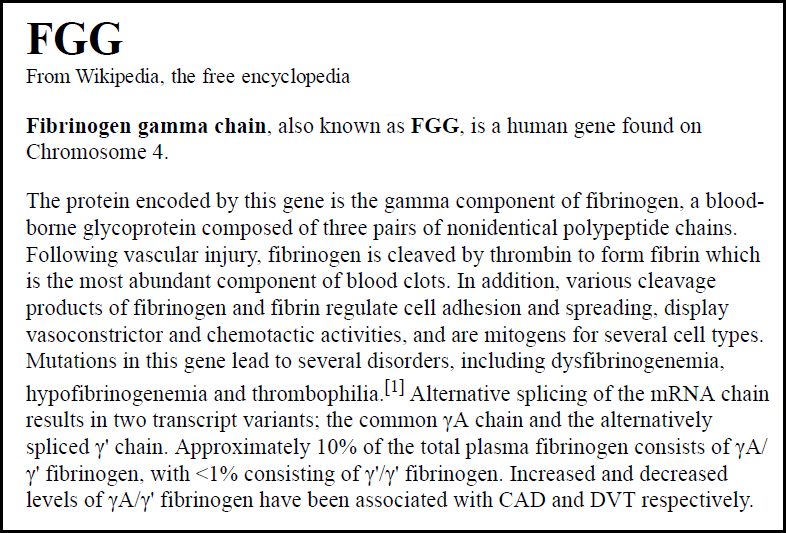 FGG
From Wikipedia, the free encyclopedia
Fibrinogen gamma chain, also known as FGG, is a human gene found on
Chromosome 4.
The protein encoded by this gene is the gamma component of fibrinogen, a blood-
borne glycoprotein composed of three pairs of nonidentical polypeptide chains.
Following vascular injury, fibrinogen is cleaved by thrombin to form fibrin which
is the most abundant component of blood clots. In addition, various cleavage
products of fibrinogen and fibrin regulate cell adhesion and spreading, display
vasoconstrictor and chemotactic activities, and are mitogens for several cell types.
Mutations in this gene lead to several disorders, including dysfibrinogenemia,
hypofibrinogenemia and thrombophilia.[1] Alternative splicing of the mRNA chain
results in two transcript variants; the common γA chain and the alternatively
spliced γ' chain. Approximately 10% of the total plasma fibrinogen consists of γA/
γ' fibrinogen, with <1% consisting of γ'/γ' fibrinogen. Increased and decreased
levels of γA/γ' fibrinogen have been associated with CAD and DVT respectively.